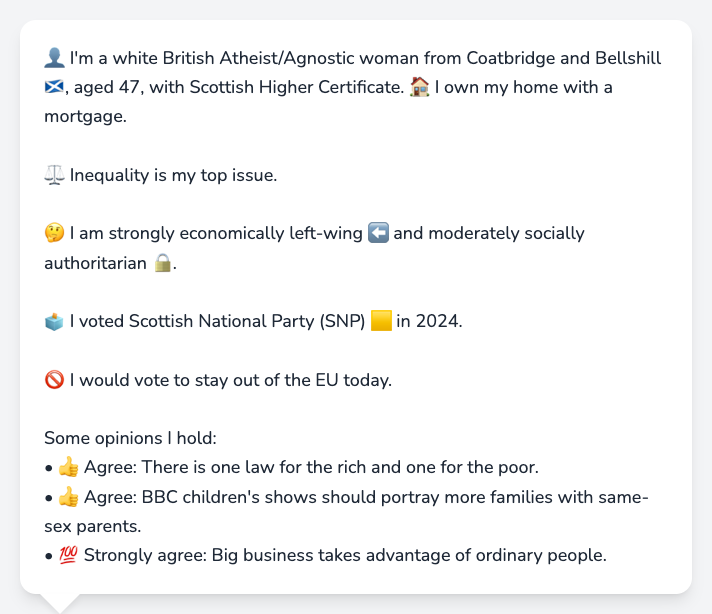 👤 I'm a white British Atheist/Agnostic woman from Coatbridge and Bellshill
🏴󠁧󠁢󠁳󠁣󠁴󠁿, aged 47, with Scottish Higher Certificate. 🏠 I own my home with a
mortgage.
⚖️ Inequality is my top issue.
🤔 I am strongly economically left-wing ⬅️ and moderately socially
authoritarian 🔒.
🗳️ I voted Scottish National Party (SNP) 🟨 in 2024.
🚫 I would vote to stay out of the EU today.
Some opinions I hold:
• 👍 Agree: There is one law for the rich and one for the poor.
• 👍 Agree: BBC children's shows should portray more families with same-
sex parents.
• 💯 Strongly agree: Big business takes advantage of ordinary people.